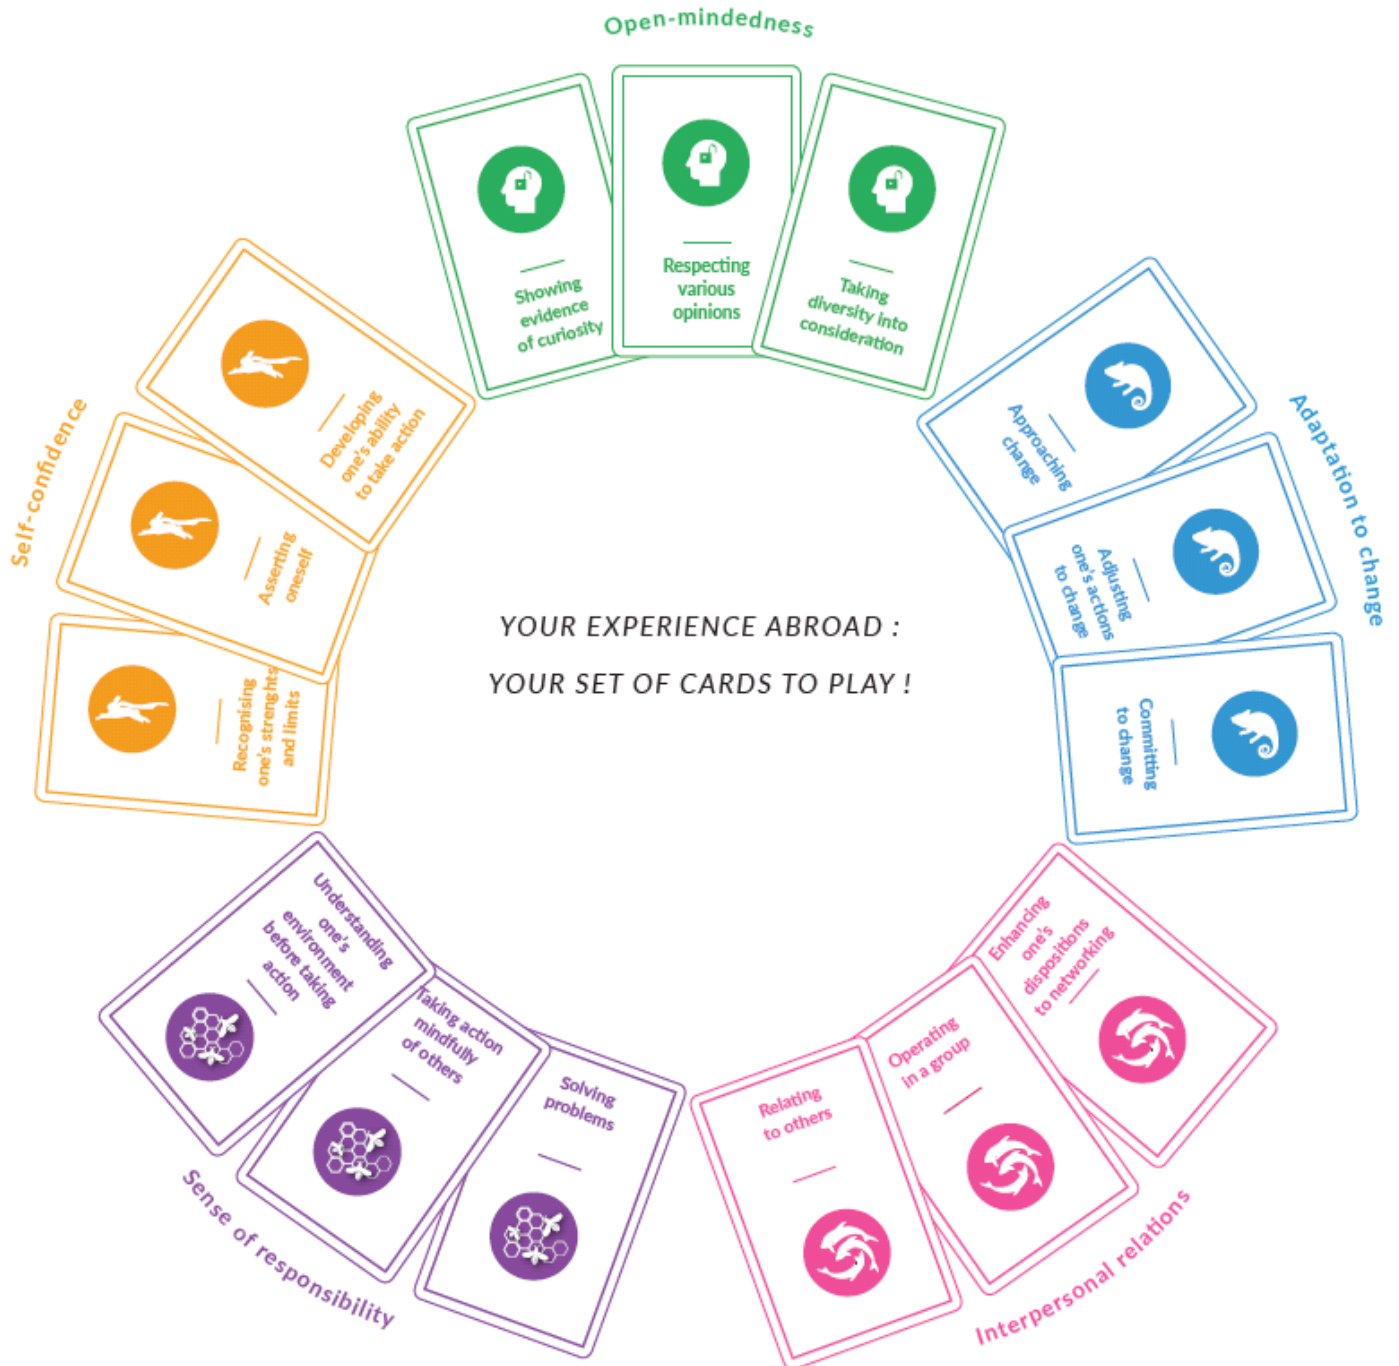 Open-mindedness
Showing
evidence
of curiosity
Respecting
various
opinions
Taking
diversity into
consideration
Adaptation to change
Approaching
change
Adjusting
one's actions
to change
Committing
to change
Interpersonal relations
Enhancing
one's
dispositions
to networking
Operating
in a group
Relating
to others
Sense of responsibility
Solving
problems
Taking action
mindfully
of others
Understanding
one's
environment
before taking
action
Self-confidence
Recognising
one's strenghts
and limits
Asserting
oneself
Developing
one's ability
to take action
YOUR EXPERIENCE ABROAD :
YOUR SET OF CARDS TO PLAY !